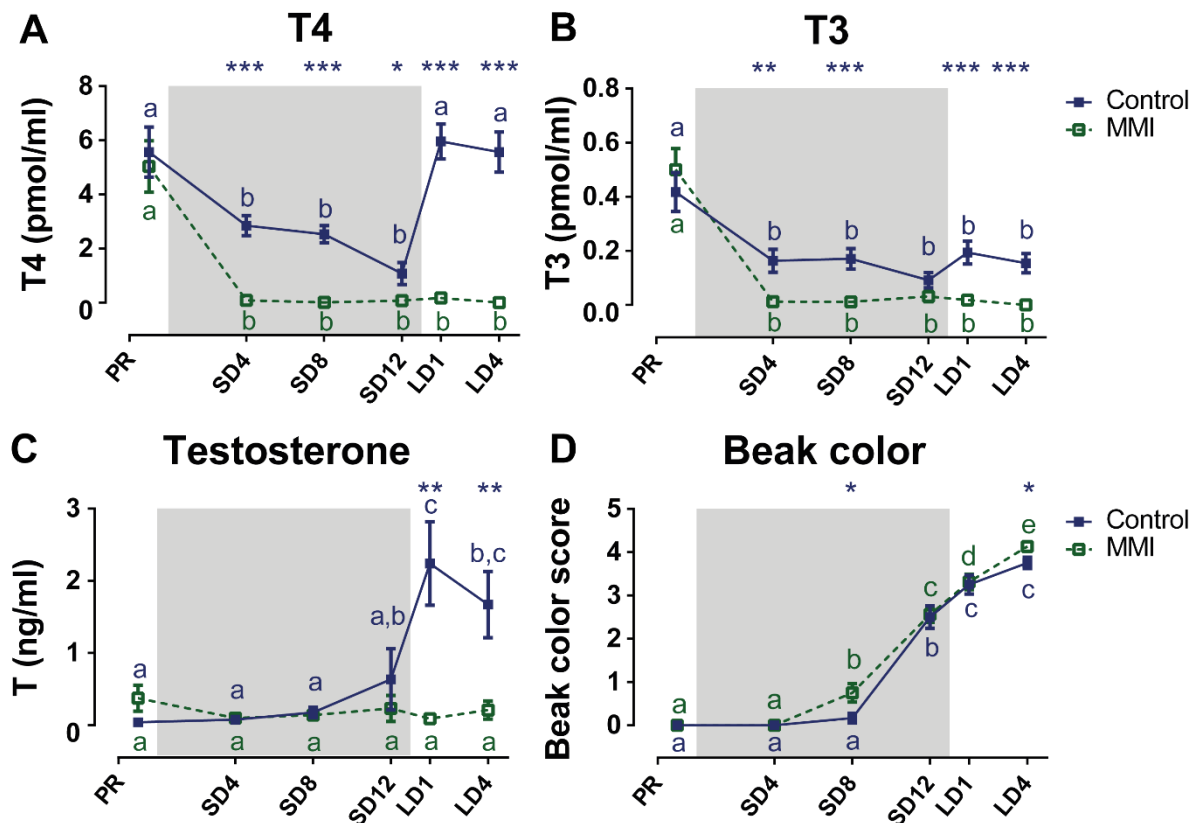 A T4
*** *** * *** ***
T4 (pmol/ml)
8
6
4
2
0
a a a
b b b
a
b b b b b
PR SD4 SD8 SD12 LD1 LD4
B T3
** *** *** ***
T3 (pmol/ml)
0.8
0.6
0.4
0.2
0.0
a
b b b b b
a
b b b b b
PR SD4 SD8 SD12 LD1 LD4
Control
MMI
C Testosterone
** **
T (ng/ml)
3
2
1
0
c
b,c
a,b
a a a
a a a a a a
PR SD4 SD8 SD12 LD1 LD4
D Beak color
* *
Beak color score
5
4
3
2
1
0
a a b c d e
a a a b c c
PR SD4 SD8 SD12 LD1 LD4
Control
MMI